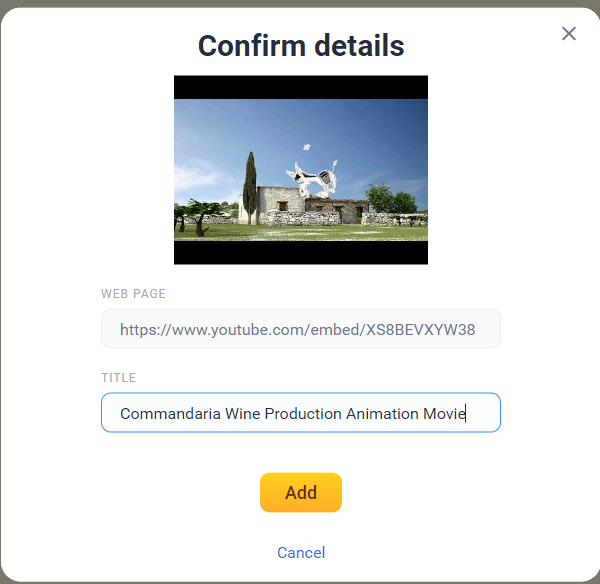 Confirm details
WEB PAGE
https://www.youtube.com/embed/XS8BEVXYW38
TITLE
Commandaria Wine Production Animation Movie
Add
Cancel